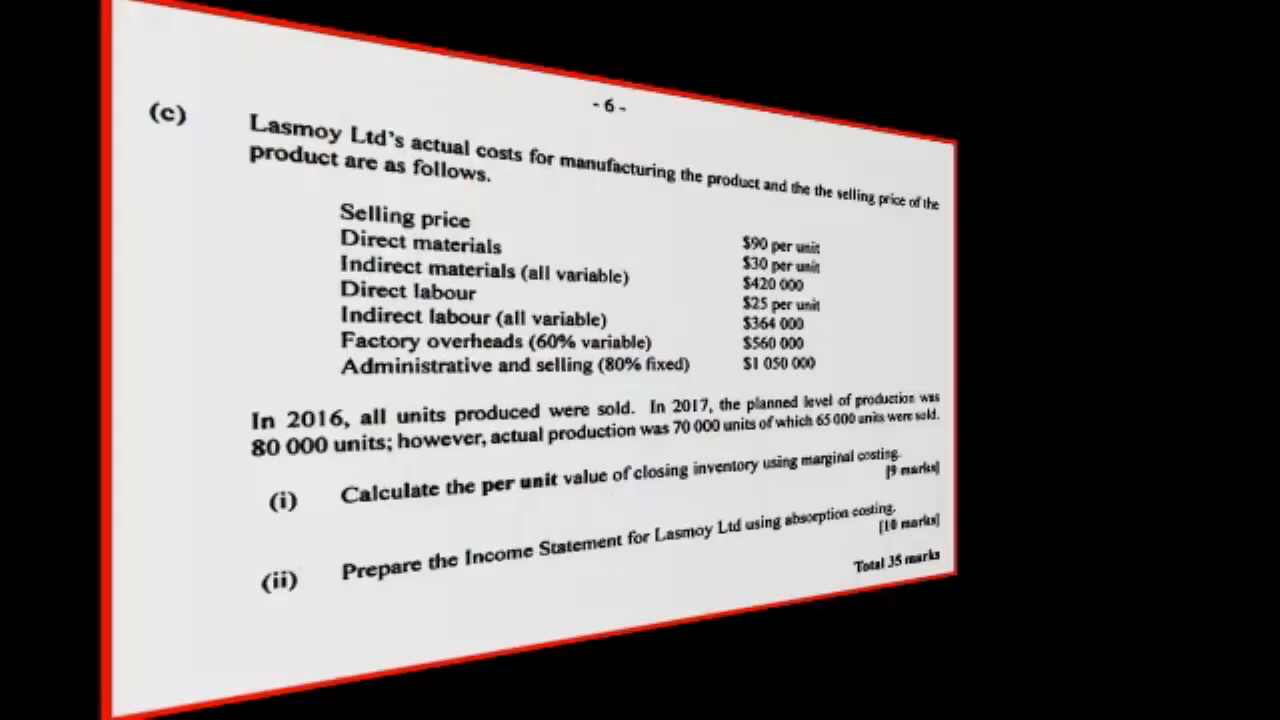 - 6 -
(c) Lasmoy Ltd's actual costs for manufacturing the product and the the selling price of the
product are as follows.
Selling price $90 per unit
Direct materials $30 per unit
Indirect materials (all variable) $420 000
Direct labour $25 per unit
Indirect labour (all variable) $364 000
Factory overheads (60% variable) $560 000
Administrative and selling (80% fixed) $1 050 000
In 2016, all units produced were sold. In 2017, the planned level of production was
80 000 units; however, actual production was 70 000 units of which 65 000 units were sold.
(i) Calculate the per unit value of closing inventory using marginal costing.
[9 marks]
(ii) Prepare the Income Statement for Lasmoy Ltd using absorption costing.
[10 marks]
Total 35 marks